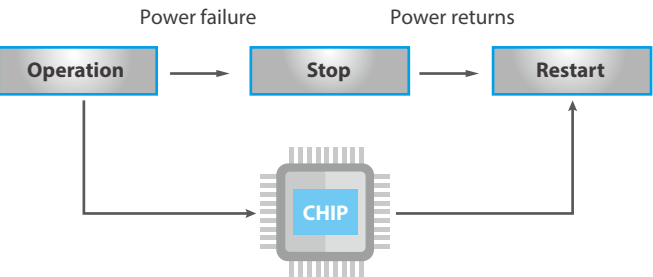 Power failure
Power returns
Operation
Stop
Restart
CHIP